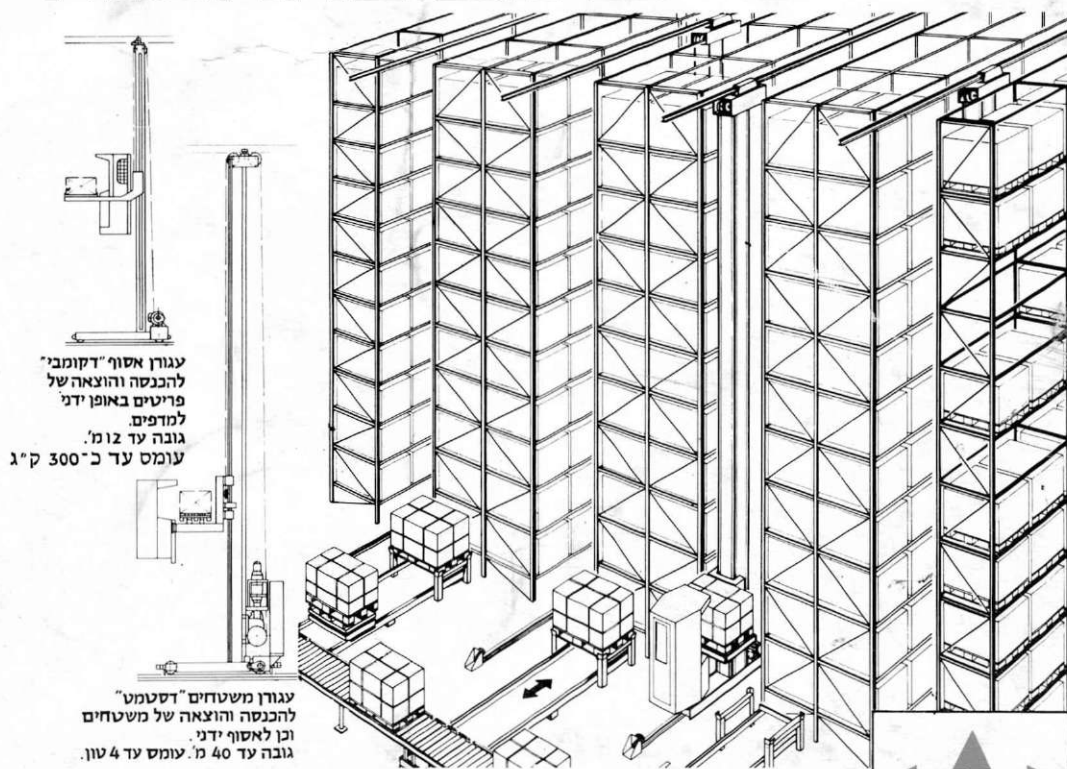 עגורן אסוף "דקומבי"
להכנסה והוצאה של
פריטים באופן ידני
למדפים.
גובה עד 12 מ'.
עומס עד כ-300 ק"ג
עגורן משטחים "דסטמט"
להכנסה והוצאה של משטחים
וכן לאסוף ידני.
גובה עד 40 מ'. עומס עד 4 טון.